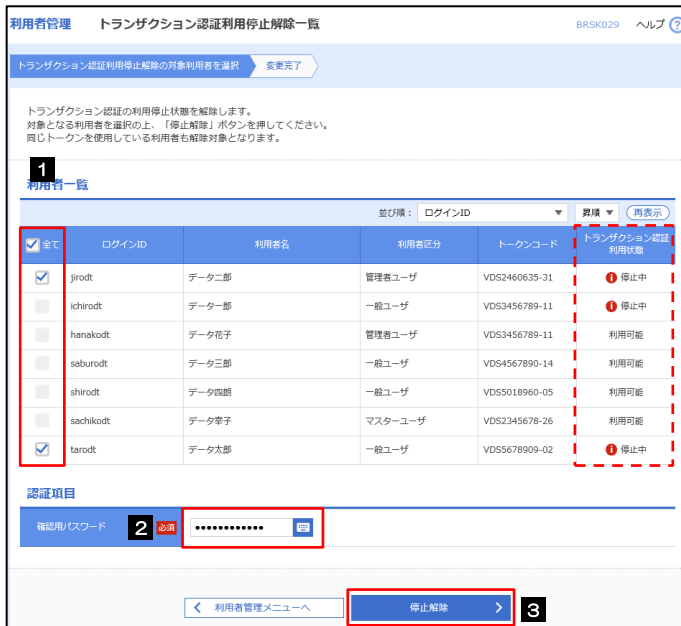 利用者管理 トランザクション認証利用停止解除一覧 BRSK029 ヘルプ ?
トランザクション認証利用停止解除の対象利用者を選択 変更完了
トランザクション認証の利用停止状態を解除します。
対象となる利用者を選択の上、「停止解除」ボタンを押してください。
同じトークンを使用している利用者も解除対象となります。
1
利用者一覧
並び順： ログインID ▼ 昇順 ▼ 再表示
全て ログインID 利用者名 利用者区分 トークンコード トランザクション認証
利用状態
jirodt データ二郎 管理者ユーザ VDS2460635-31 停止中
ichirodt データ一郎 一般ユーザ VDS3456789-11 停止中
hanakodt データ花子 管理者ユーザ VDS3456789-11 利用可能
saburodt データ三郎 一般ユーザ VDS4567890-14 利用可能
shirodt データ四朗 一般ユーザ VDS5018960-05 利用可能
sachikodt データ幸子 マスターユーザ VDS2345678-26 利用可能
tarodt データ太郎 一般ユーザ VDS5678909-02 停止中
認証項目
確認用パスワード 2 必須 ••••••••••••
利用者管理メニューへ 停止解除 3